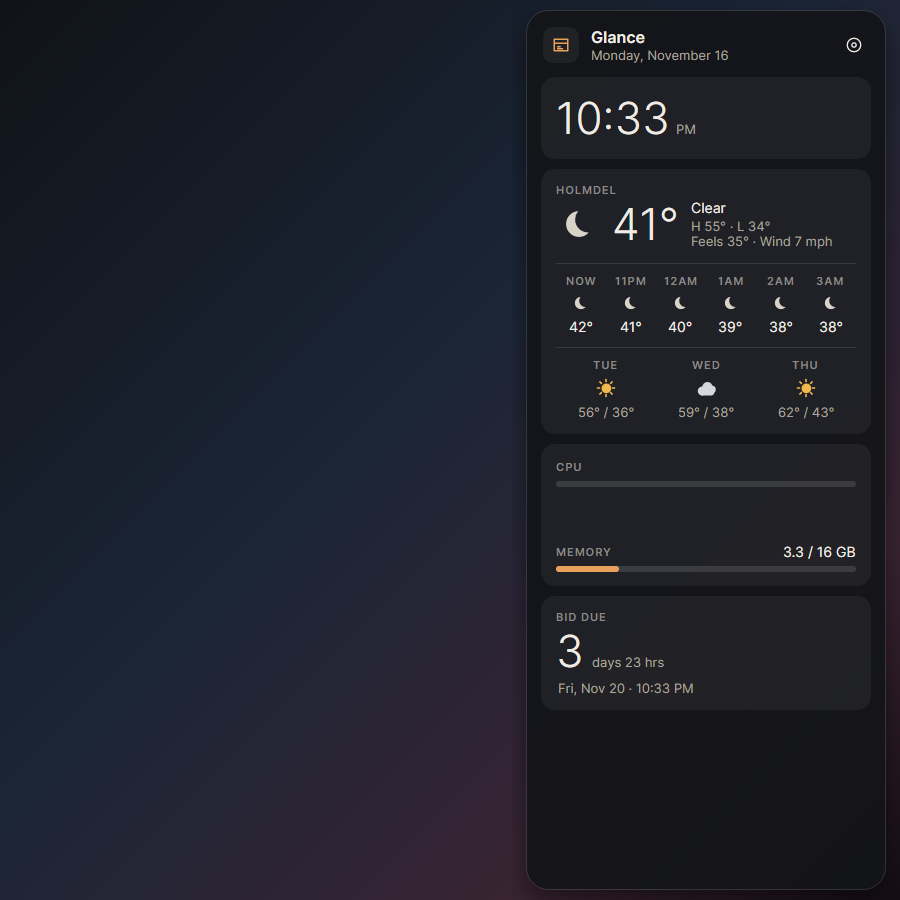 Glance
Monday, November 16
10:33 PM
HOLMDEL
41°
Clear
H 55° · L 34°
Feels 35° · Wind 7 mph
NOW 11PM 12AM 1AM 2AM 3AM
42° 41° 40° 39° 38° 38°
TUE WED THU
56° / 36° 59° / 38° 62° / 43°
CPU
MEMORY 3.3 / 16 GB
BID DUE
3 days 23 hrs
Fri, Nov 20 · 10:33 PM